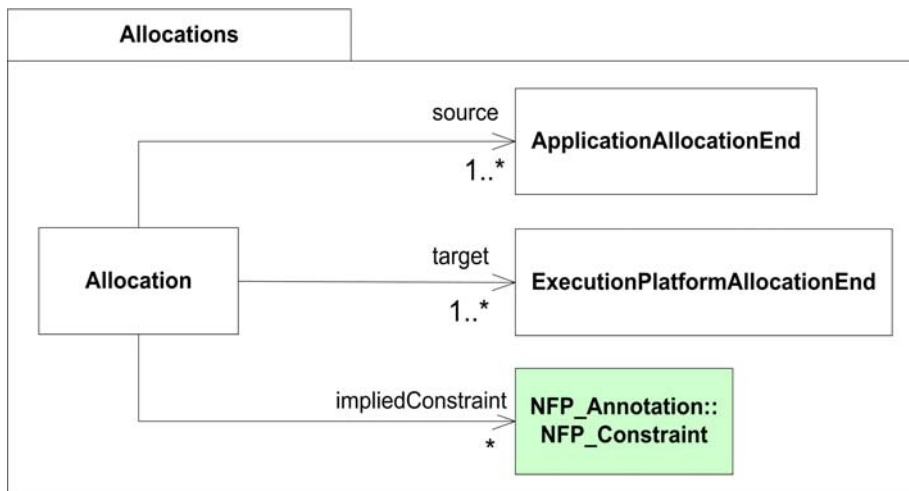 Allocations
source
1..*
ApplicationAllocationEnd
Allocation
target
1..*
ExecutionPlatformAllocationEnd
impliedConstraint
*
NFP_Annotation::
NFP_Constraint